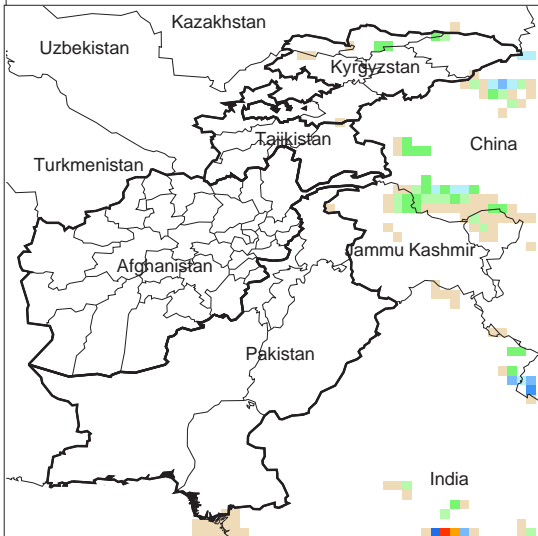 Kazakhstan
Uzbekistan
Kyrgyzstan
Tajikistan
China
Turkmenistan
Jammu Kashmir
Afghanistan
Pakistan
India